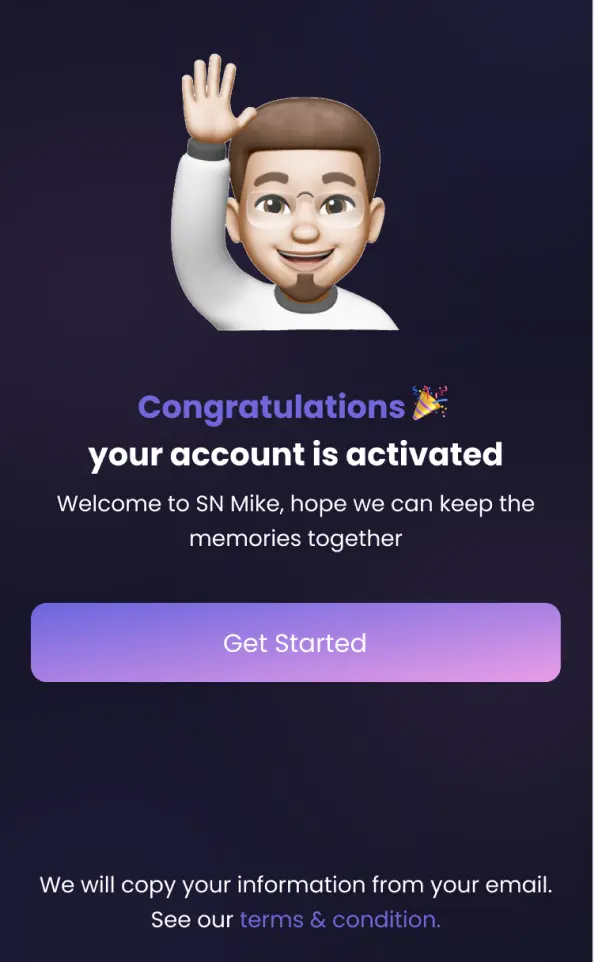 Congratulations 🎉
your account is activated
Welcome to SN Mike, hope we can keep the
memories together
Get Started
We will copy your information from your email.
See our terms & condition.